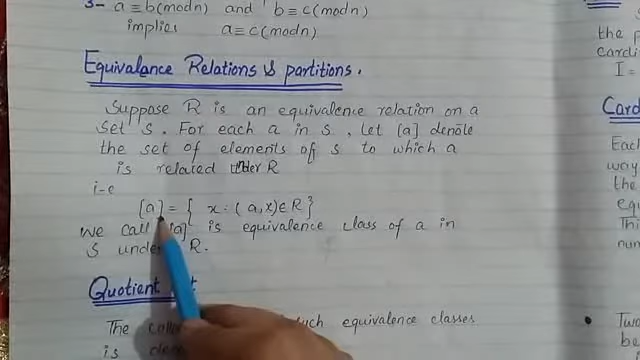 3- a ≡ b (mod n) and b ≡ c (mod n)
implies a ≡ c (mod n)
Equivalance Relations & partitions.
Suppose R is an equivalence relation on a
set S. For each a in S, let [a] denote
the set of elements of S to which a
is related under R
i-e
[a] = { x : (a,x) ∈ R }
we call [a] is equivalence class of a in
S under R.
Quotient
The such equivalence classes
is
the
cardi
I =
Card
Each
way
the
equi
Thi
num
Two
be